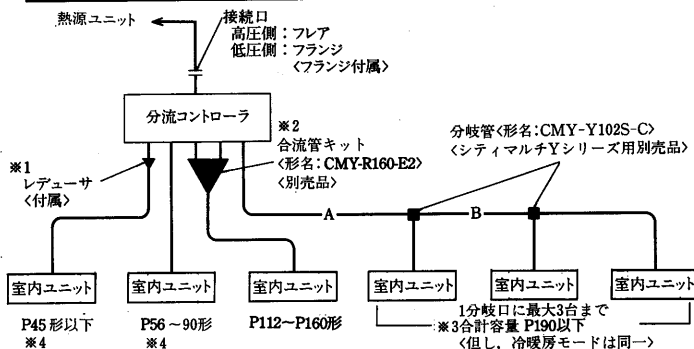 熱源ユニット
接続口
高圧側：フレア
低圧側：フランジ
<フランジ付属>
分流コントローラ
※2
合流管キット
<形名：CMY-R160-E2>
<別売品>
分岐管<形名：CMY-Y102S-C>
<シティマルチYシリーズ用別売品>
※1
レデューサ
<付属>
A
B
室内ユニット
室内ユニット
室内ユニット
室内ユニット
室内ユニット
室内ユニット
P45形以下
※4
P56～90形
※4
P112～P160形
1分岐口に最大3台まで
※3合計容量 P190以下
<但し，冷暖房モードは同一>